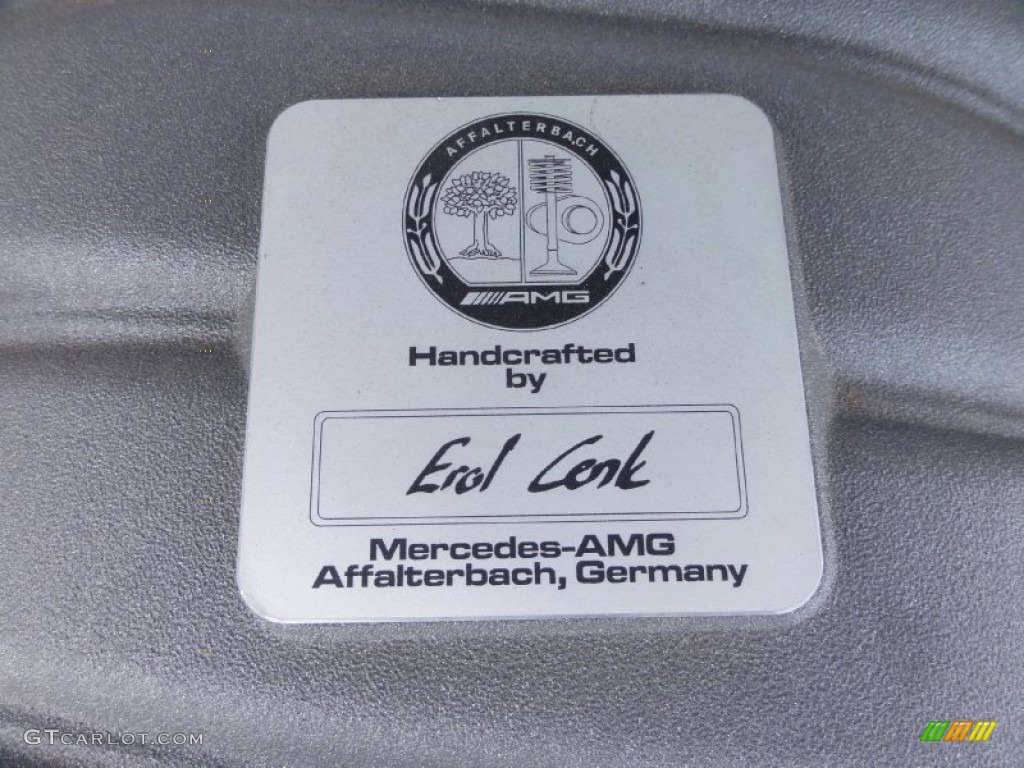 AFFALTERBACH
AMG
Handcrafted
by
Erol Cenk
Mercedes-AMG
Affalterbach, Germany
GTCARLOT.COM